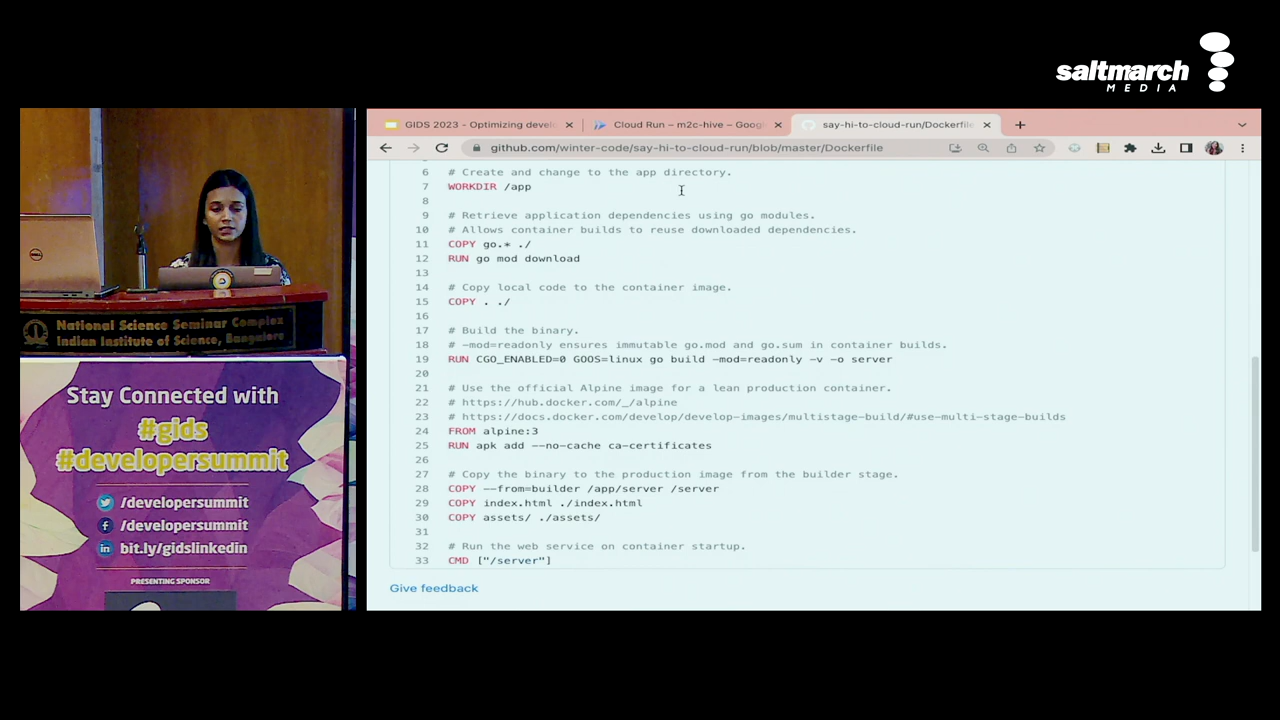 saltmarch
MEDIA
GIDS 2023 - Optimizing devel
Cloud Run – m2c-hive – Goog
say-hi-to-cloud-run/Dockerfile
github.com/winter-code/say-hi-to-cloud-run/blob/master/Dockerfile
6 # Create and change to the app directory.
7 WORKDIR /app
8
9 # Retrieve application dependencies using go modules.
10 # Allows container builds to reuse downloaded dependencies.
11 COPY go.* ./
12 RUN go mod download
13
14 # Copy local code to the container image.
15 COPY . ./
16
17 # Build the binary.
18 # -mod=readonly ensures immutable go.mod and go.sum in container builds.
19 RUN CGO_ENABLED=0 GOOS=linux go build -mod=readonly -v -o server
20
21 # Use the official Alpine image for a lean production container.
22 # https://hub.docker.com/_/alpine
23 # https://docs.docker.com/develop/develop-images/multistage-build/#use-multi-stage-builds
24 FROM alpine:3
25 RUN apk add --no-cache ca-certificates
26
27 # Copy the binary to the production image from the builder stage.
28 COPY --from=builder /app/server /server
29 COPY index.html ./index.html
30 COPY assets/ ./assets/
31
32 # Run the web service on container startup.
33 CMD ["/server"]
Give feedback
DELL
National Science Seminar Complex
Indian Institute of Science, Bangalore
Stay Connected with
#gids
#developersummit
/developersummit
/developersummit
bit.ly/gidslinkedin
PRESENTING SPONSOR